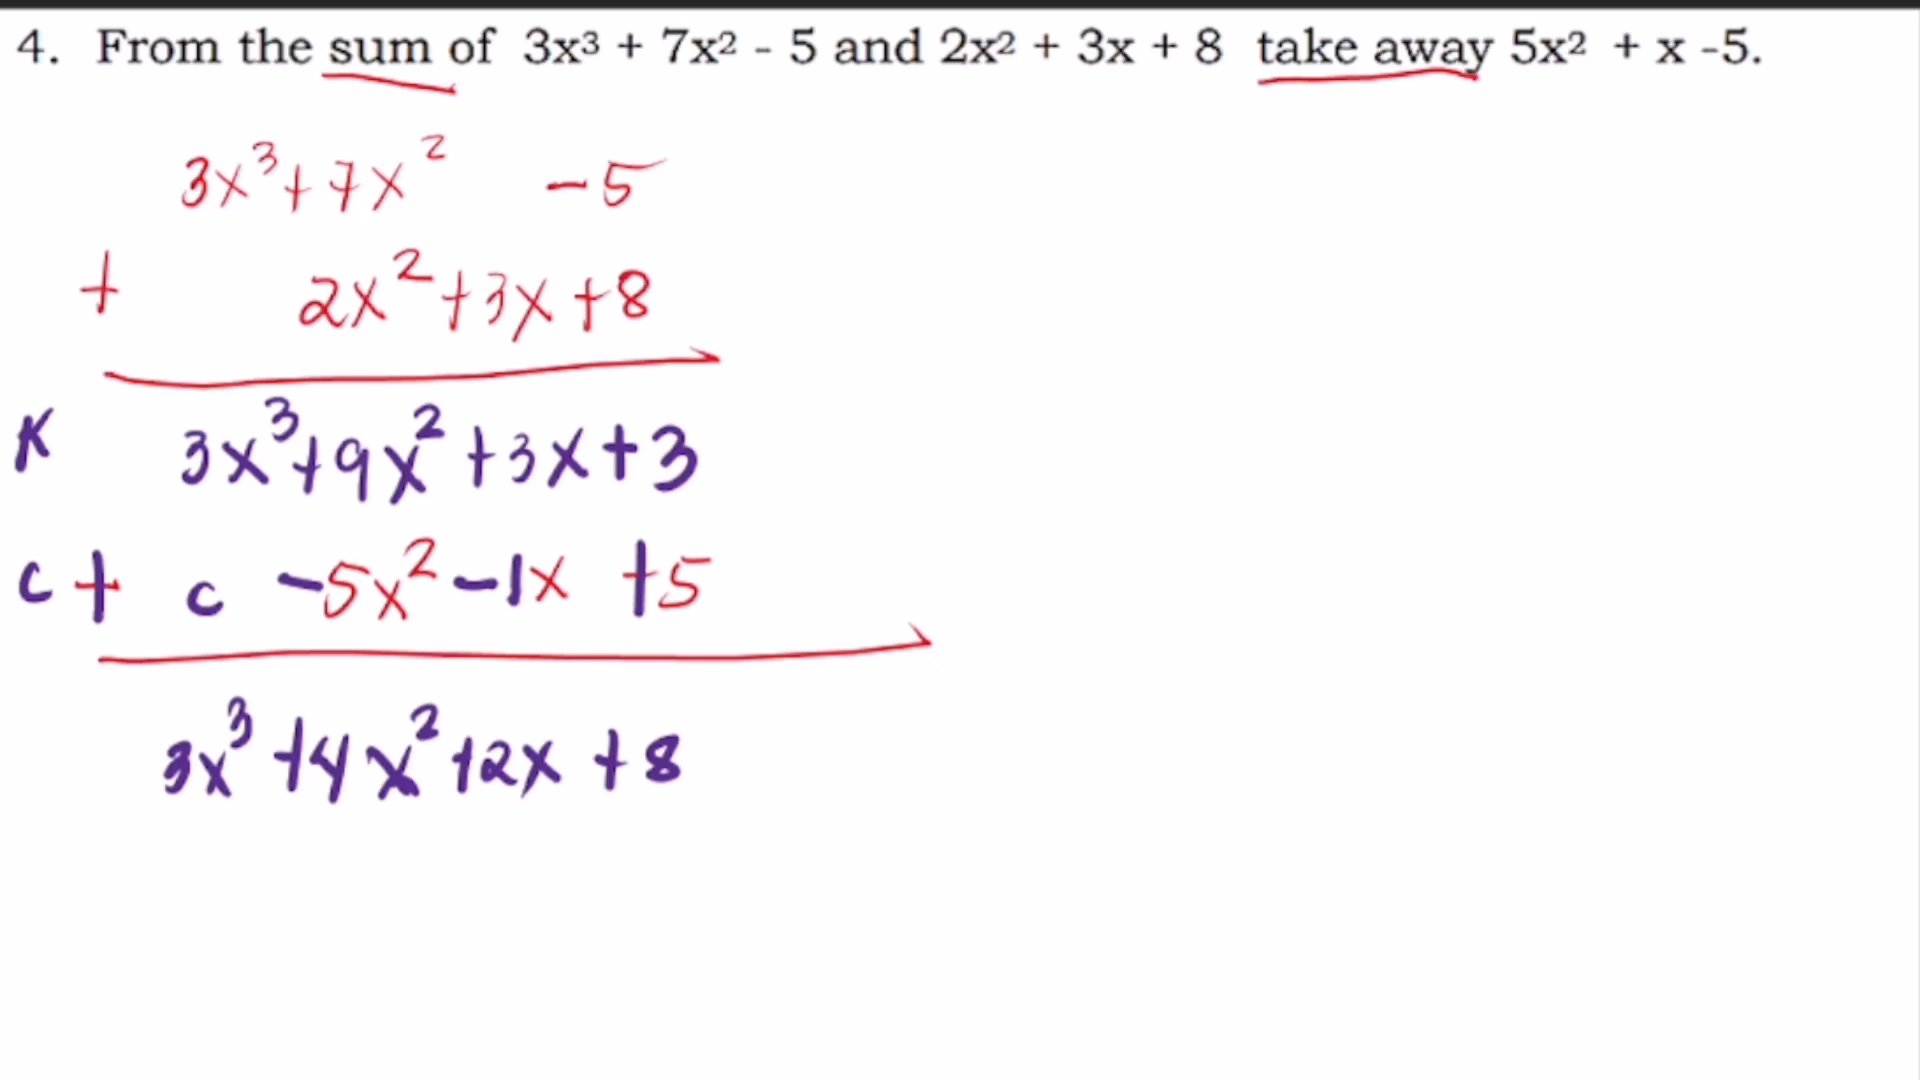 4. From the sum of 3x³ + 7x² - 5 and 2x² + 3x + 8 take away 5x² + x -5.
3x³+7x² -5
+ 2x²+3x+8
K 3x³+9x²+3x+3
C+ C -5x²-1x +5
3x³+4x²+2x+8